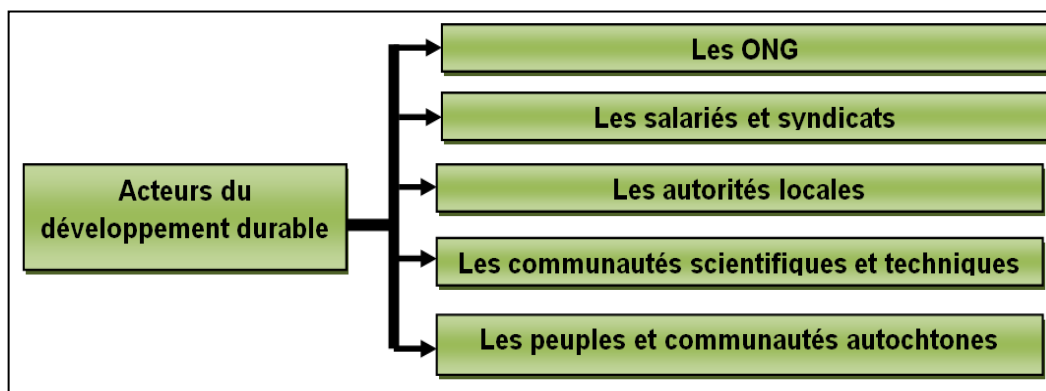 Les ONG
Les salariés et syndicats
Acteurs du
développement durable
Les autorités locales
Les communautés scientifiques et techniques
Les peuples et communautés autochtones